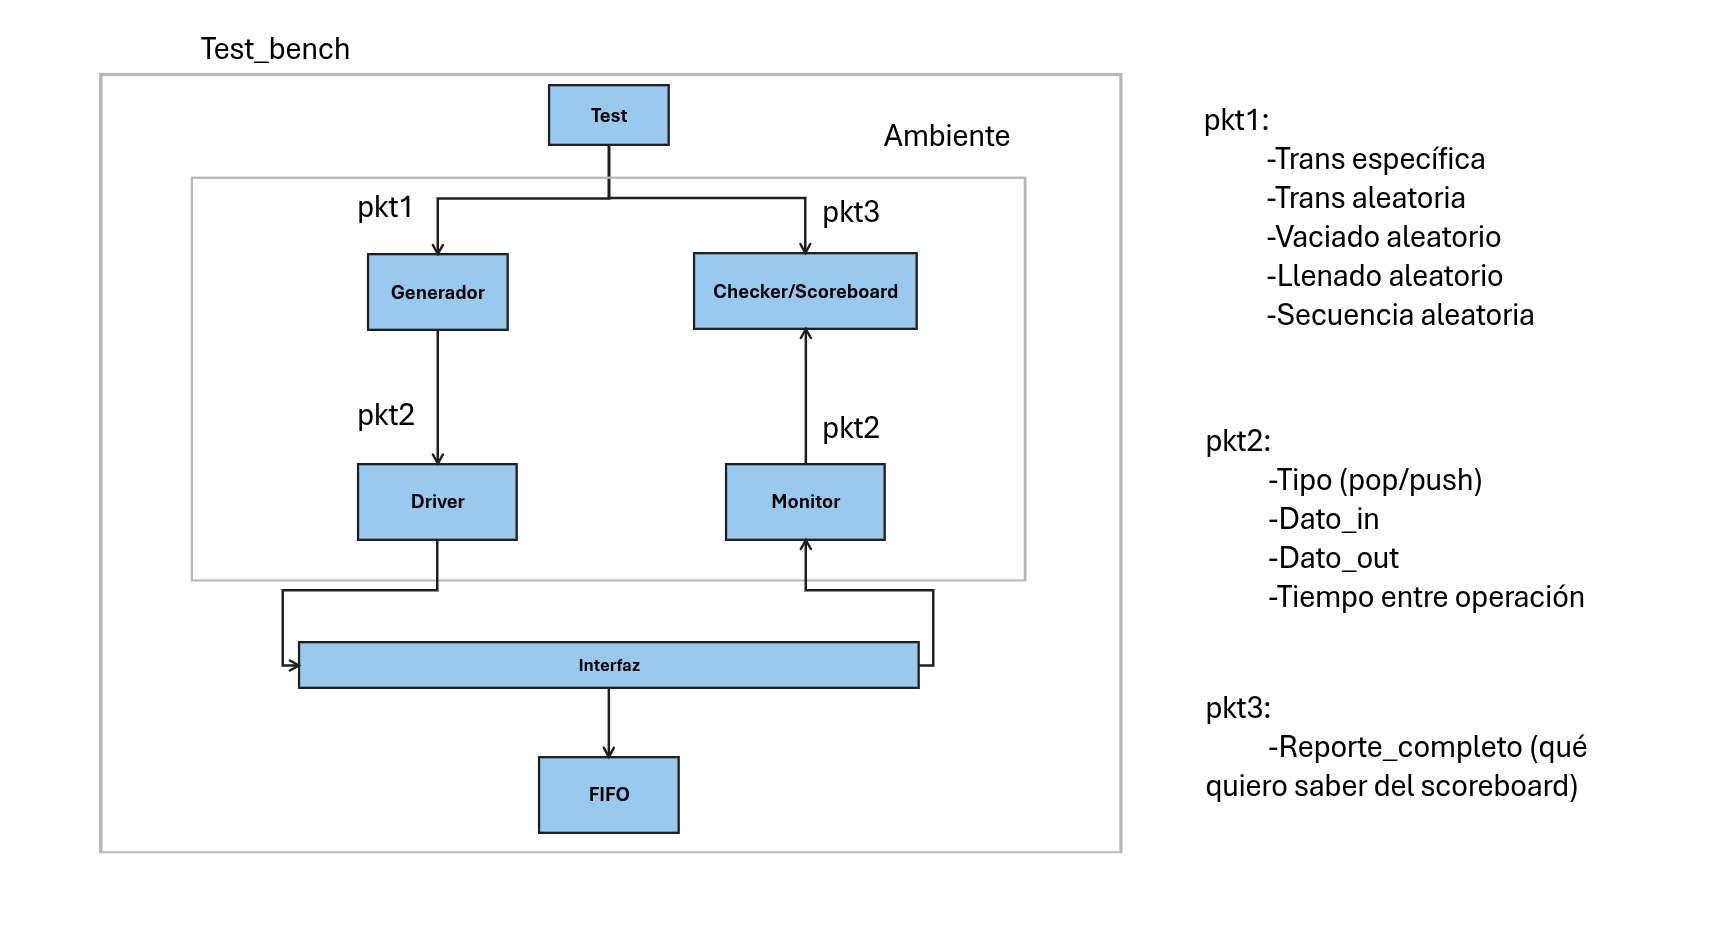 Test_bench
Test
Ambiente
pkt1
pkt3
Generador
Checker/Scoreboard
pkt2
pkt2
Driver
Monitor
Interfaz
FIFO
pkt1:
-Trans específica
-Trans aleatoria
-Vaciado aleatorio
-Llenado aleatorio
-Secuencia aleatoria
pkt2:
-Tipo (pop/push)
-Dato_in
-Dato_out
-Tiempo entre operación
pkt3:
-Reporte_completo (qué
quiero saber del scoreboard)